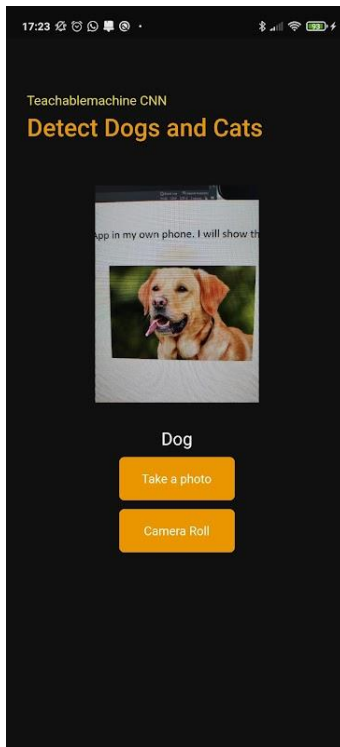 17:23
93
Teachablemachine CNN
Detect Dogs and Cats
App in my own phone. I will show th
Dog
Take a photo
Camera Roll